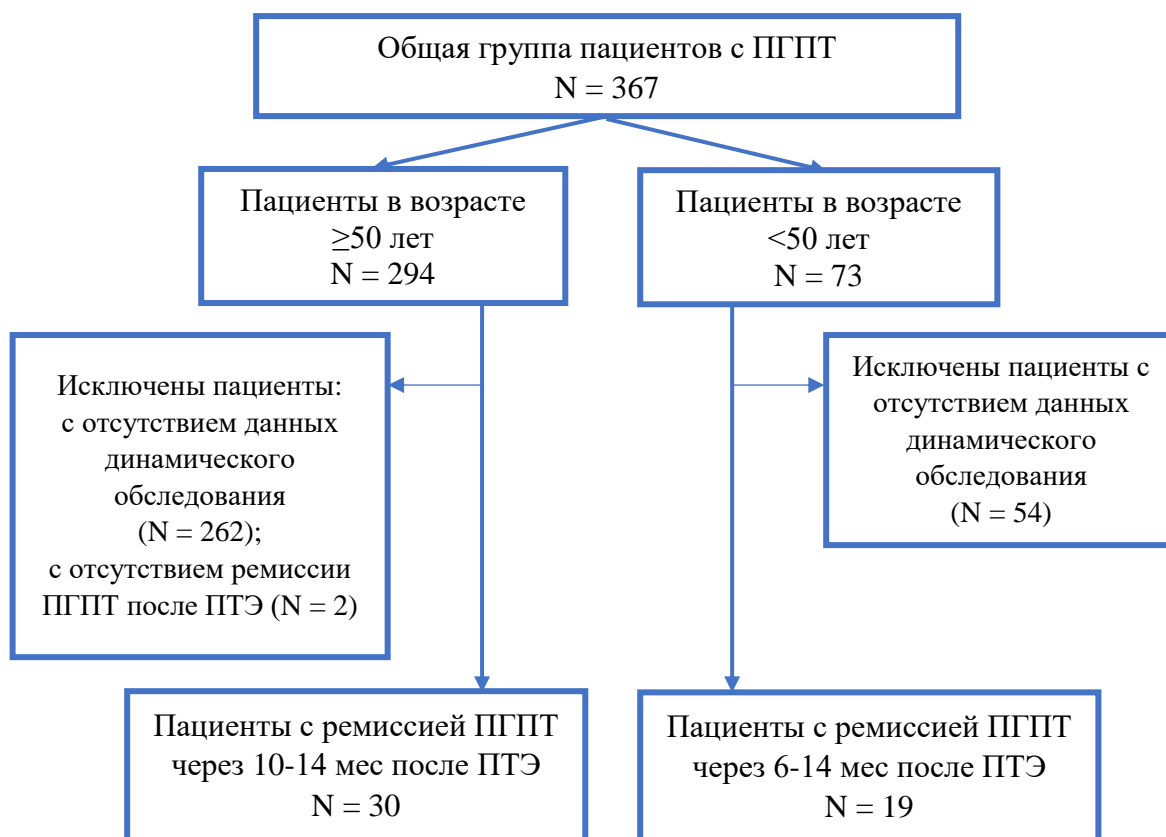 Общая группа пациентов с ПГПТ
N = 367
Пациенты в возрасте
≥50 лет
N = 294
Пациенты в возрасте
<50 лет
N = 73
Исключены пациенты:
с отсутствием данных
динамического
обследования
(N = 262);
с отсутствием ремиссии
ПГПТ после ПТЭ (N = 2)
Исключены пациенты с
отсутствием данных
динамического
обследования
(N = 54)
Пациенты с ремиссией ПГПТ
через 10-14 мес после ПТЭ
N = 30
Пациенты с ремиссией ПГПТ
через 6-14 мес после ПТЭ
N = 19